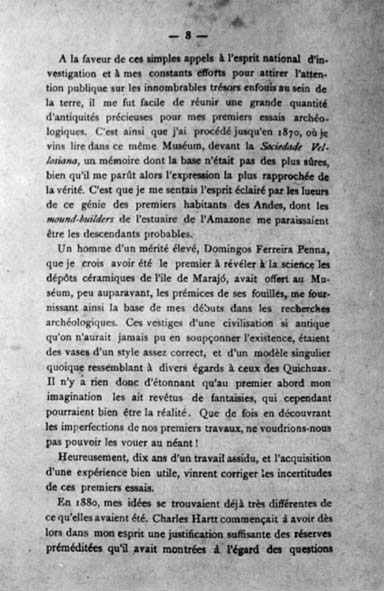 — 8 —
A la faveur de ces simples appels à l'esprit national d'in-
vestigation et à mes constants efforts pour attirer l'atten-
tion publique sur les innombrables trésors enfouis au sein de
la terre, il me fut facile de réunir une grande quantité
d'antiquités précieuses pour mes premiers essais archéo-
logiques. C'est ainsi que j'ai procédé jusqu'en 1870, où je
vins lire dans ce même Muséum, devant la Sociedade Vel-
losiana, un mémoire dont la base n'était pas des plus sûres,
bien qu'il me parût alors l'expression la plus rapprochée de
la vérité. C'est que je me sentais l'esprit éclairé par les lueurs
de ce génie des premiers habitants des Andes, dont les
mound-builders de l'estuaire de l'Amazone me paraissaient
être les descendants probables.
Un homme d'un mérite élevé, Domingos Ferreira Penna,
que je crois avoir été le premier à révéler à la science les
dépôts céramiques de l'île de Marajó, avait offert au Mu-
séum, peu auparavant, les prémices de ses fouilles, me four-
nissant ainsi la base de mes débuts dans les recherches
archéologiques. Ces vestiges d'une civilisation si antique
qu'on n'aurait jamais pu en soupçonner l'existence, étaient
des vases d'un style assez correct, et d'un modèle singulier
quoique ressemblant à divers égards à ceux des Quichuas.
Il n'y a rien donc d'étonnant qu'au premier abord mon
imagination les ait revêtus de fantaisies, qui cependant
pourraient bien être la réalité. Que de fois en découvrant
les imperfections de nos premiers travaux, ne voudrions-nous
pas pouvoir les vouer au néant !
Heureusement, dix ans d'un travail assidu, et l'acquisition
d'une expérience bien utile, vinrent corriger les incertitudes
de ces premiers essais.
En 1880, mes idées se trouvaient déjà très différentes de
ce qu'elles avaient été. Charles Hartt commençait á avoir dès
lors dans mon esprit une justification suffisante des réserves
préméditées qu'il avait montrées á l'égard des questions